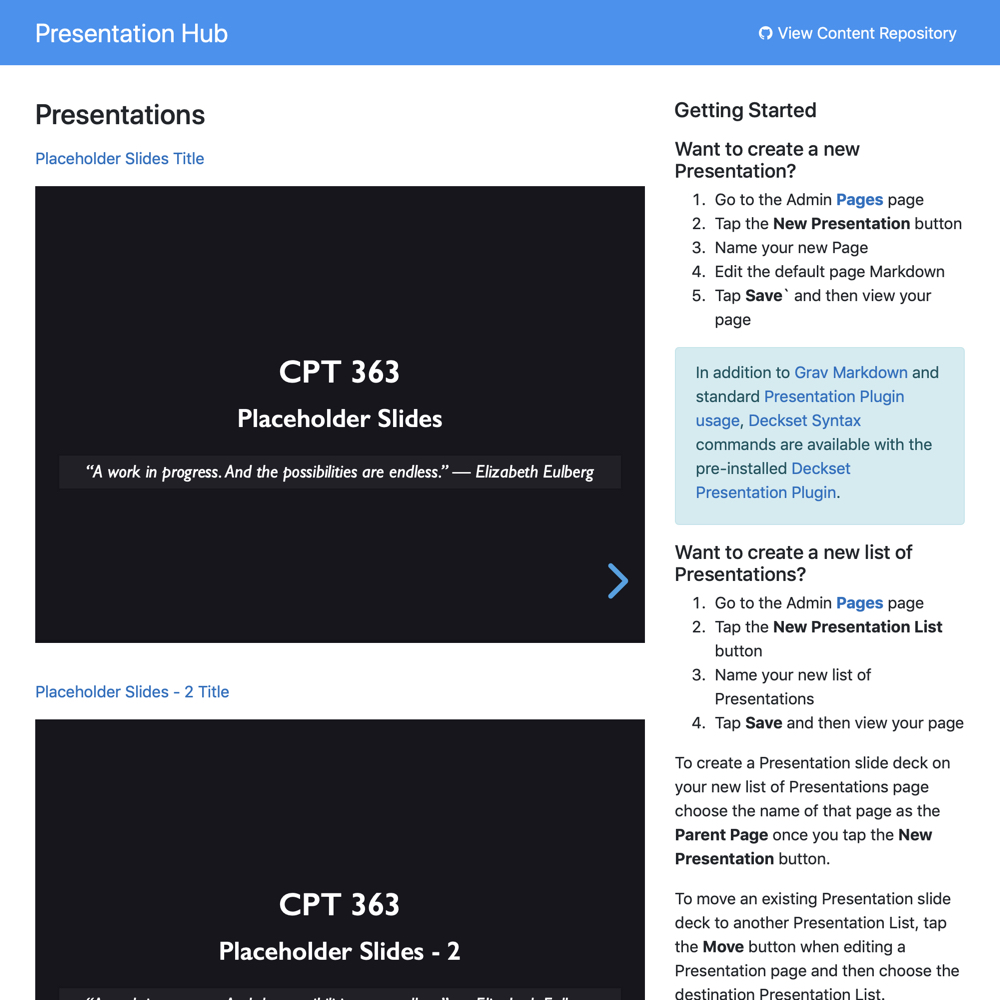 Presentation Hub
View Content Repository
Presentations
Placeholder Slides Title
CPT 363
Placeholder Slides
“A work in progress. And the possibilities are endless.” — Elizabeth Eulberg
Placeholder Slides - 2 Title
CPT 363
Placeholder Slides - 2
Getting Started
Want to create a new
Presentation?
1. Go to the Admin Pages page
2. Tap the New Presentation button
3. Name your new Page
4. Edit the default page Markdown
5. Tap Save` and then view your
page
In addition to Grav Markdown and
standard Presentation Plugin
usage, Deckset Syntax
commands are available with the
pre-installed Deckset
Presentation Plugin.
Want to create a new list of
Presentations?
1. Go to the Admin Pages page
2. Tap the New Presentation List
button
3. Name your new list of
Presentations
4. Tap Save and then view your page
To create a Presentation slide deck on
your new list of Presentations page
choose the name of that page as the
Parent Page once you tap the New
Presentation button.
To move an existing Presentation slide
deck to another Presentation List, tap
the Move button when editing a
Presentation page and then choose the
destination Presentation List.